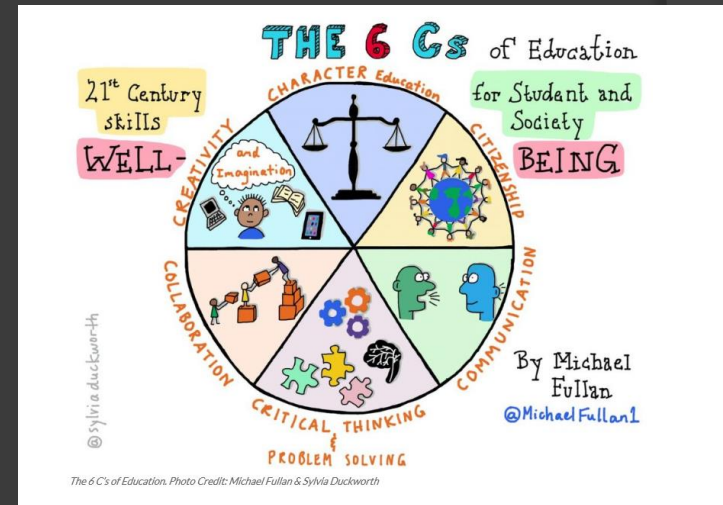 THE 6 Cs of Education
21st Century
skills
WELL-
for Student and
Society
BEING
CHARACTER Education
CITIZENSHIP
COMMUNICATION
CRITICAL THINKING
&
PROBLEM SOLVING
COLLABORATION
CREATIVITY
and
Imagination
By Michael
Fullan
@MichaelFullan1
@sylviaduckworth
The 6 C's of Education. Photo Credit: Michael Fullan & Sylvia Duckworth